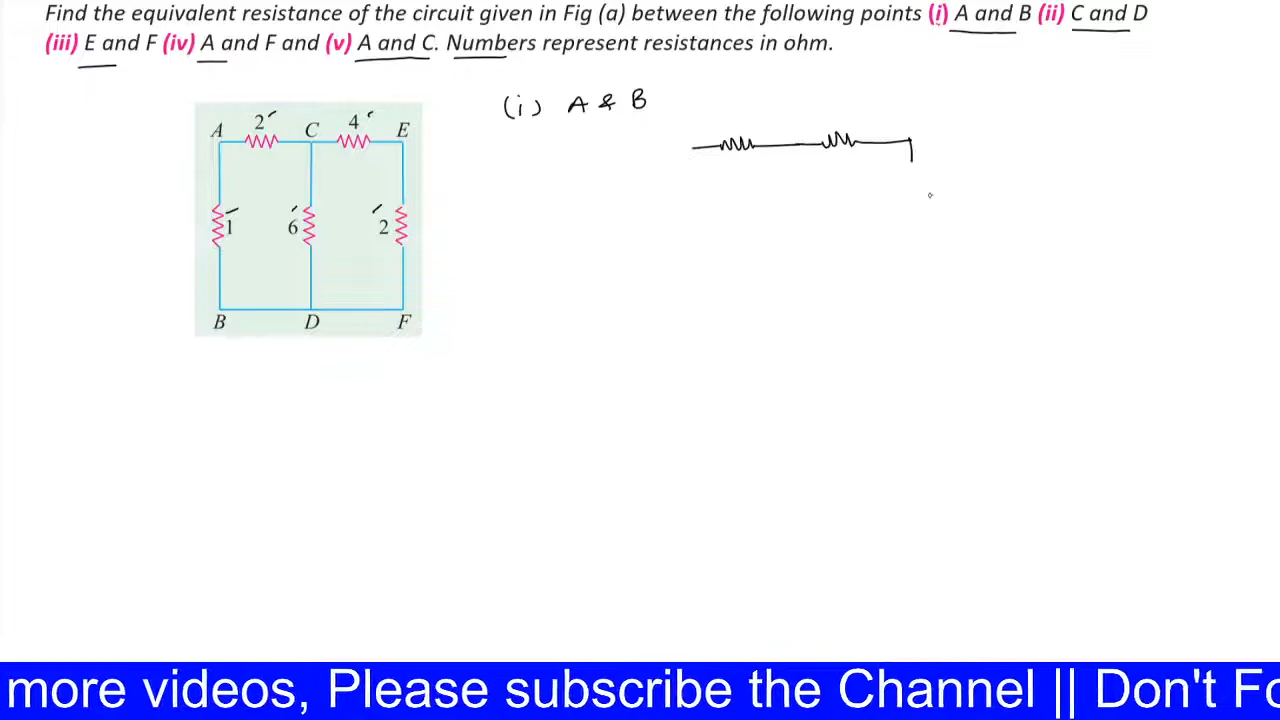 Find the equivalent resistance of the circuit given in Fig (a) between the following points (i) A and B (ii) C and D
(iii) E and F (iv) A and F and (v) A and C. Numbers represent resistances in ohm.
(i) A & B
A 2 C 4 E
1 6 2
B D F
more videos, Please subscribe the Channel || Don't Fo